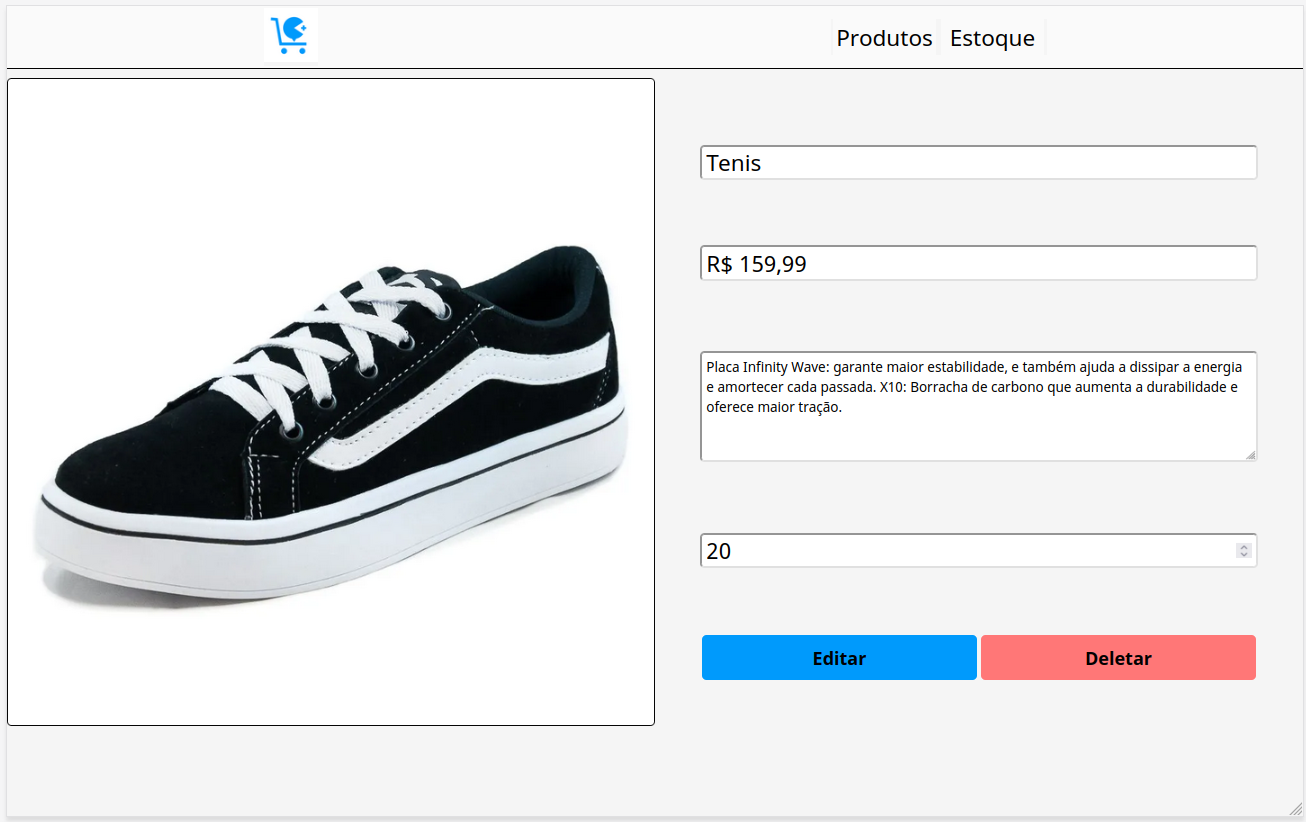 Produtos Estoque
Tenis
R$ 159,99
Placa Infinity Wave: garante maior estabilidade, e também ajuda a dissipar a energia
e amortecer cada passada. X10: Borracha de carbono que aumenta a durabilidade e
oferece maior tração.
20
Editar Deletar